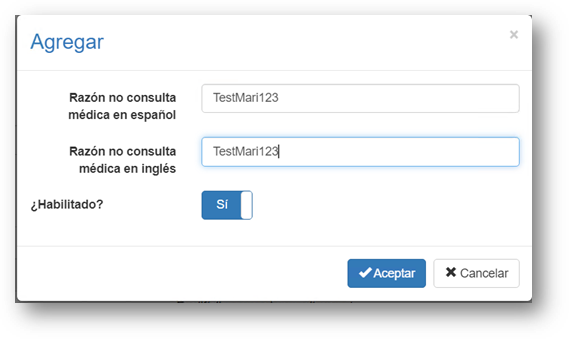 Agregar
×
Razón no consulta
médica en español
TestMari123
Razón no consulta
médica en inglés
TestMari123
¿Habilitado?
Sí
Aceptar
Cancelar